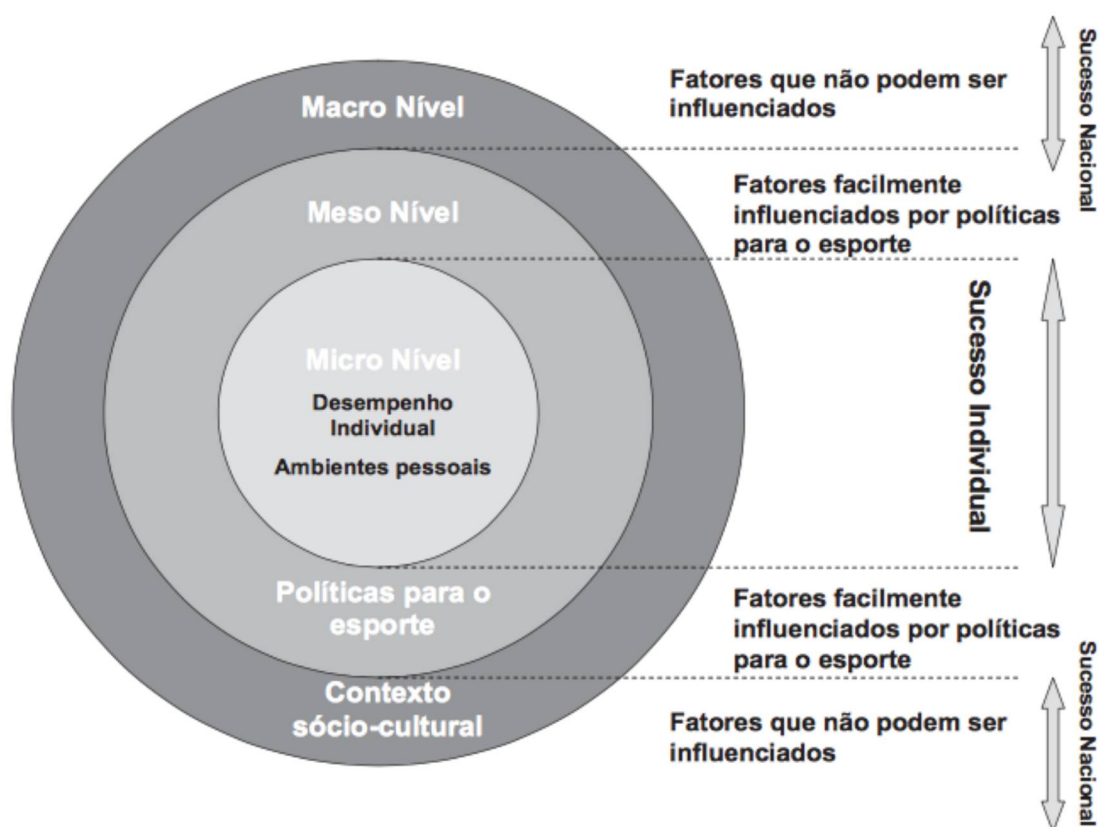 Macro Nível
Meso Nível
Micro Nível
Desempenho
Individual
Ambientes pessoais
Políticas para o
esporte
Contexto
sócio-cultural
Fatores que não podem ser
influenciados
Fatores facilmente
influenciados por políticas
para o esporte
Fatores facilmente
influenciados por políticas
para o esporte
Fatores que não podem ser
influenciados
Sucesso Nacional
Sucesso Individual
Sucesso Nacional